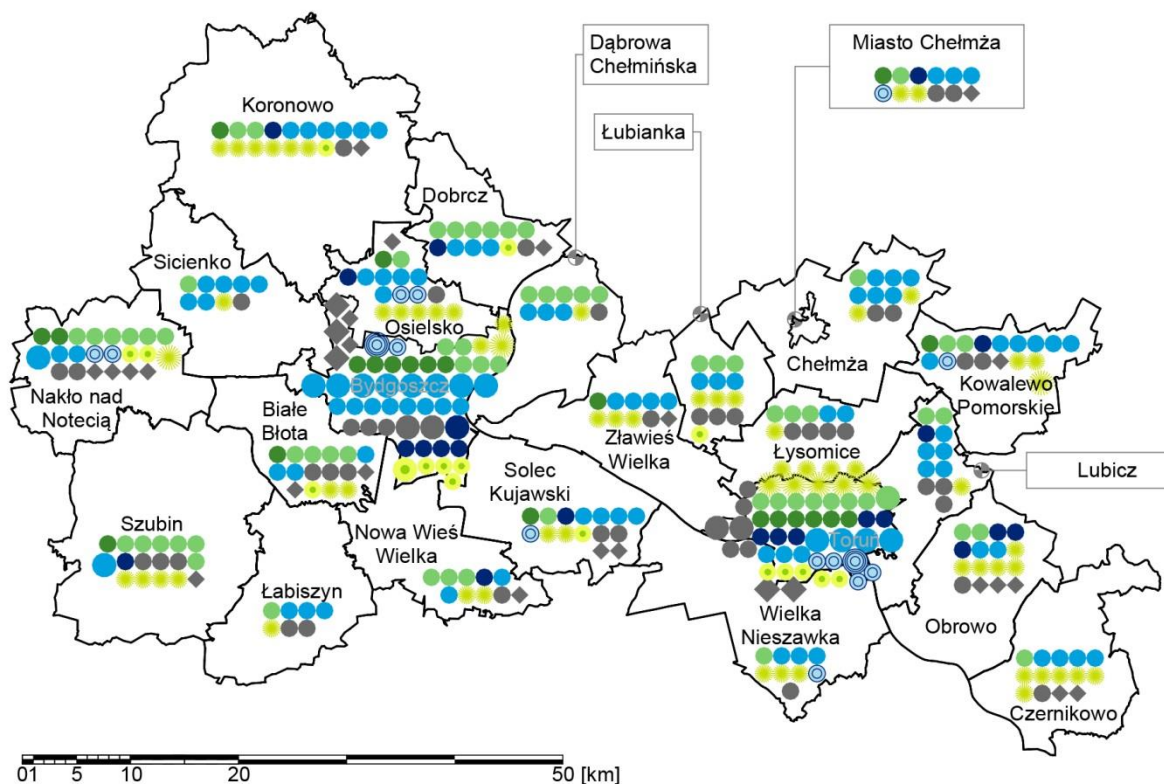 Dąbrowa
Chełmińska
Miasto Chełmża
Łubianka
Koronowo
Dobrcz
Sicienko
Osielsko
Chełmża
Nakło nad
Notecią
Bydgoszcz
Kowalewo
Pomorskie
Białe
Błota
Zławieś
Wielka
Łysomice
Lubicz
Solec
Kujawski
Szubin
Nowa Wieś
Wielka
Toruń
Łabiszyn
Wielka
Nieszawka
Obrowo
Czernikowo
01 5 10 20 50 [km]